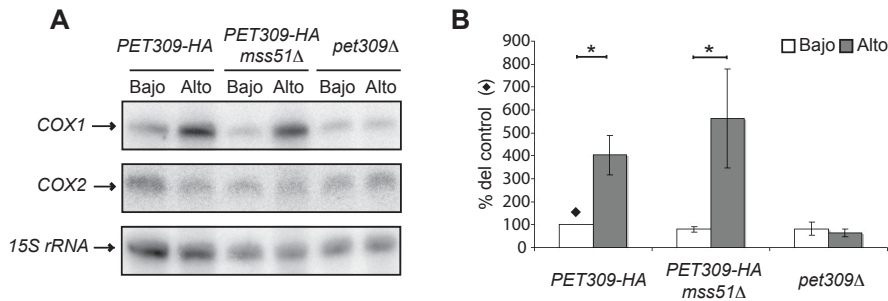 A
PET309-HA
PET309-HA
mss51Δ
pet309Δ
Bajo Alto Bajo Alto Bajo Alto
COX1
COX2
15S rRNA
B
% del control (◆)
900
800
700
600
500
400
300
200
100
0
* *
Bajo Alto
PET309-HA
PET309-HA
mss51Δ
pet309Δ